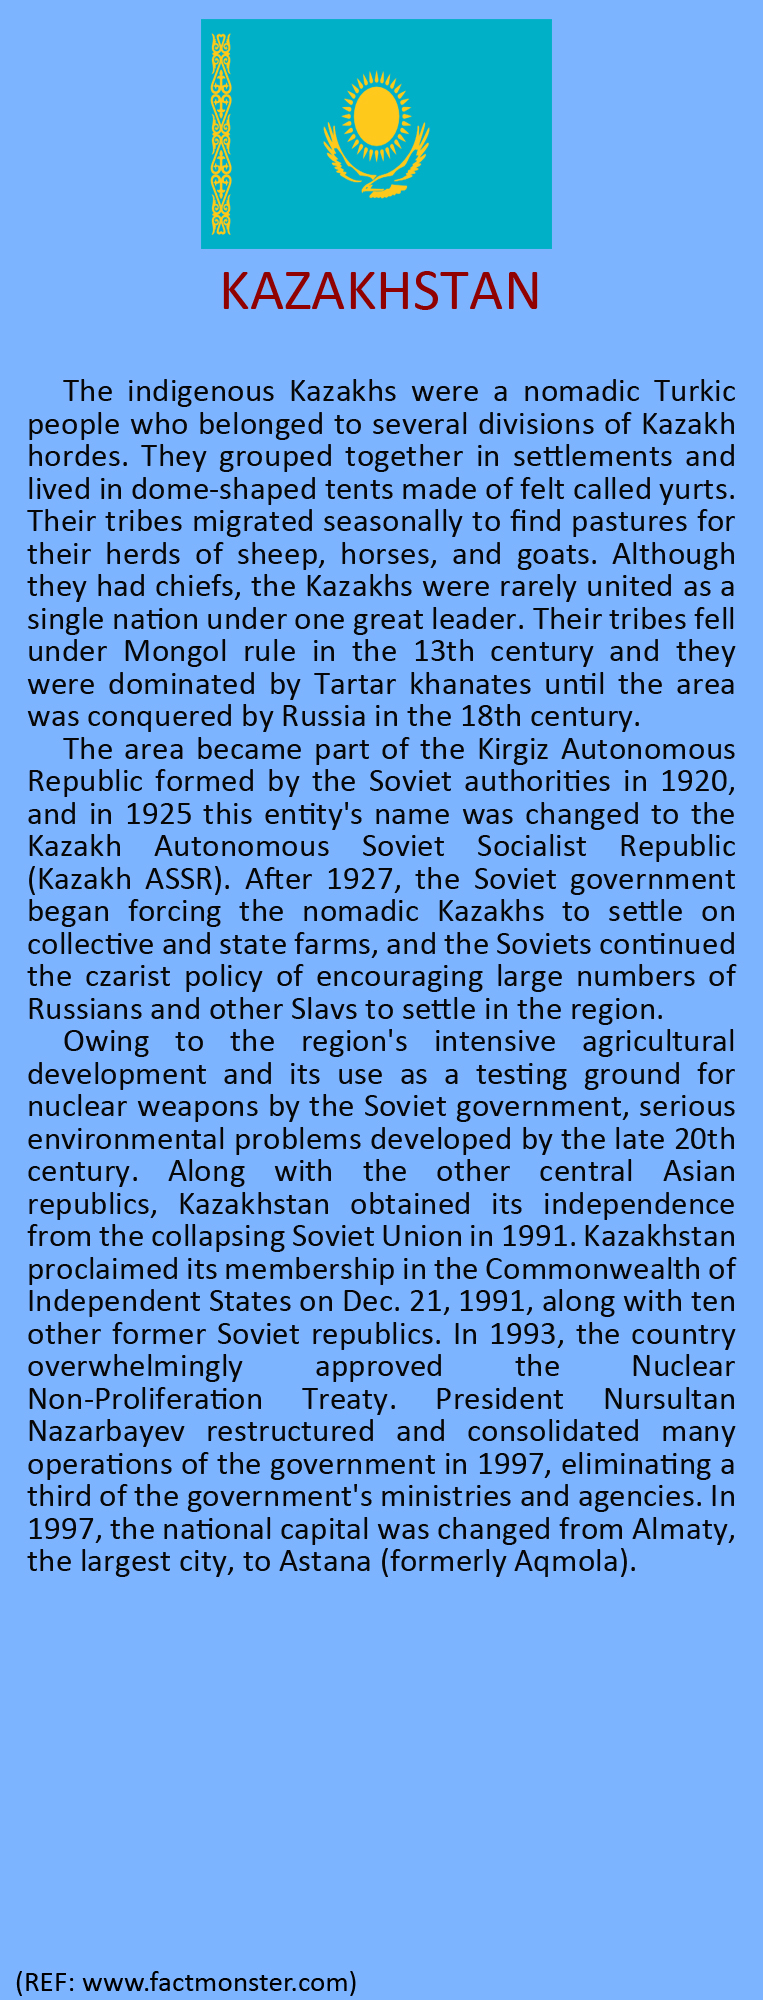 KAZAKHSTAN
The indigenous Kazakhs were a nomadic Turkic
people who belonged to several divisions of Kazakh
hordes. They grouped together in settlements and
lived in dome-shaped tents made of felt called yurts.
Their tribes migrated seasonally to find pastures for
their herds of sheep, horses, and goats. Although
they had chiefs, the Kazakhs were rarely united as a
single nation under one great leader. Their tribes fell
under Mongol rule in the 13th century and they
were dominated by Tartar khanates until the area
was conquered by Russia in the 18th century.
The area became part of the Kirgiz Autonomous
Republic formed by the Soviet authorities in 1920,
and in 1925 this entity's name was changed to the
Kazakh Autonomous Soviet Socialist Republic
(Kazakh ASSR). After 1927, the Soviet government
began forcing the nomadic Kazakhs to settle on
collective and state farms, and the Soviets continued
the czarist policy of encouraging large numbers of
Russians and other Slavs to settle in the region.
Owing to the region's intensive agricultural
development and its use as a testing ground for
nuclear weapons by the Soviet government, serious
environmental problems developed by the late 20th
century. Along with the other central Asian
republics, Kazakhstan obtained its independence
from the collapsing Soviet Union in 1991. Kazakhstan
proclaimed its membership in the Commonwealth of
Independent States on Dec. 21, 1991, along with ten
other former Soviet republics. In 1993, the country
overwhelmingly approved the Nuclear
Non-Proliferation Treaty. President Nursultan
Nazarbayev restructured and consolidated many
operations of the government in 1997, eliminating a
third of the government's ministries and agencies. In
1997, the national capital was changed from Almaty,
the largest city, to Astana (formerly Aqmola).
(REF: www.factmonster.com)